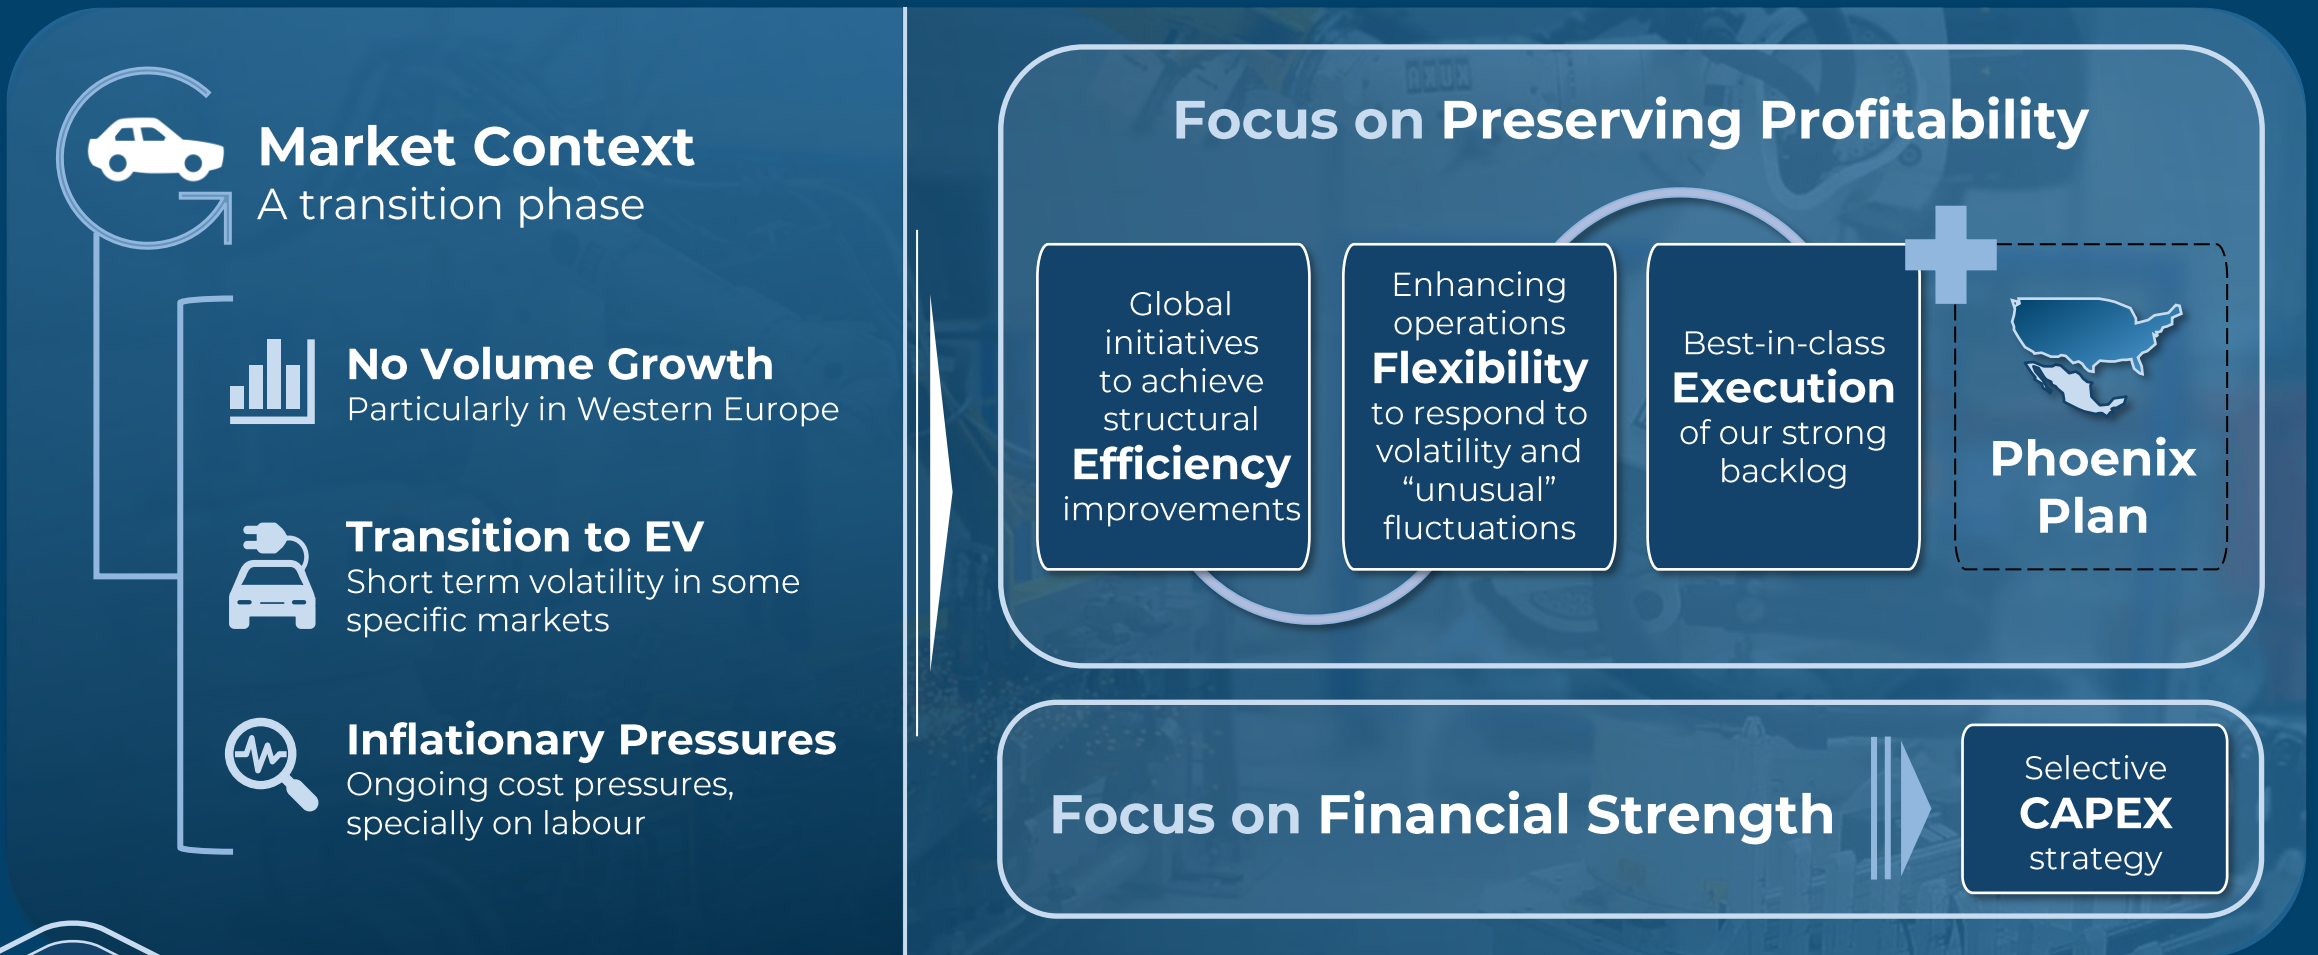 Market Context
A transition phase
No Volume Growth
Particularly in Western Europe
Transition to EV
Short term volatility in some
specific markets
Inflationary Pressures
Ongoing cost pressures,
specially on labour
KUKA
Focus on Preserving Profitability
Global
initiatives
to achieve
structural
Efficiency
improvements
Enhancing
operations
Flexibility
to respond to
volatility and
“unusual”
fluctuations
Best-in-class
Execution
of our strong
backlog
Phoenix
Plan
Focus on Financial Strength
Selective
CAPEX
strategy